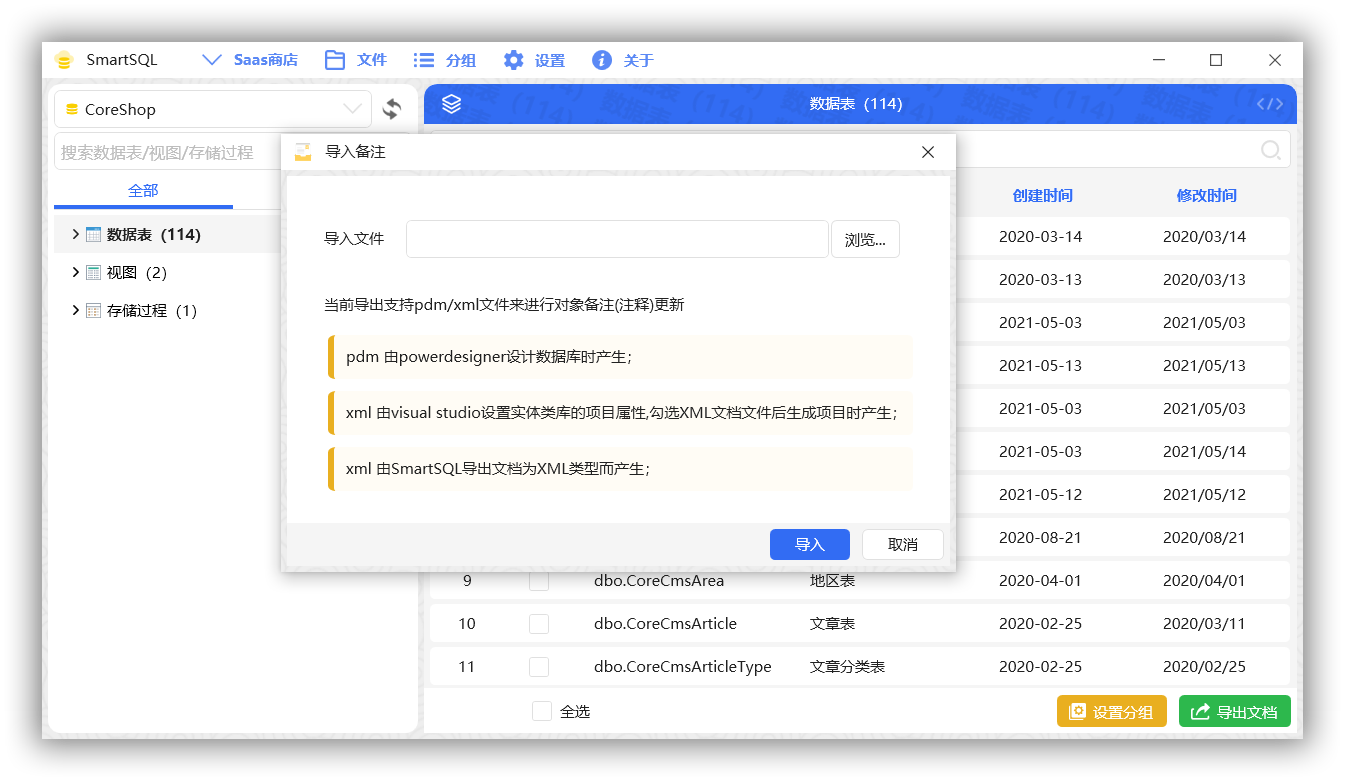 SmartSQL Saas商店 文件 分组 设置 关于
CoreShop
数据表（114）
搜索数据表/视图/存储过程
全部
数据表（114）
视图（2）
存储过程（1）
导入备注
导入文件 浏览...
当前导出支持pdm/xml文件来进行对象备注(注释)更新
pdm 由powerdesigner设计数据库时产生；
xml 由visual studio设置实体类库的项目属性,勾选XML文档文件后生成项目时产生；
xml 由SmartSQL导出文档为XML类型而产生；
导入 取消
创建时间 修改时间
2020-03-14 2020/03/14
2020-03-13 2020/03/13
2021-05-03 2021/05/03
2021-05-13 2021/05/13
2021-05-03 2021/05/03
2021-05-03 2021/05/14
2021-05-12 2021/05/12
2020-08-21 2020/08/21
9 dbo.CoreCmsArea 地区表 2020-04-01 2020/04/01
10 dbo.CoreCmsArticle 文章表 2020-02-25 2020/03/11
11 dbo.CoreCmsArticleType 文章分类表 2020-02-25 2020/02/25
全选 设置分组 导出文档